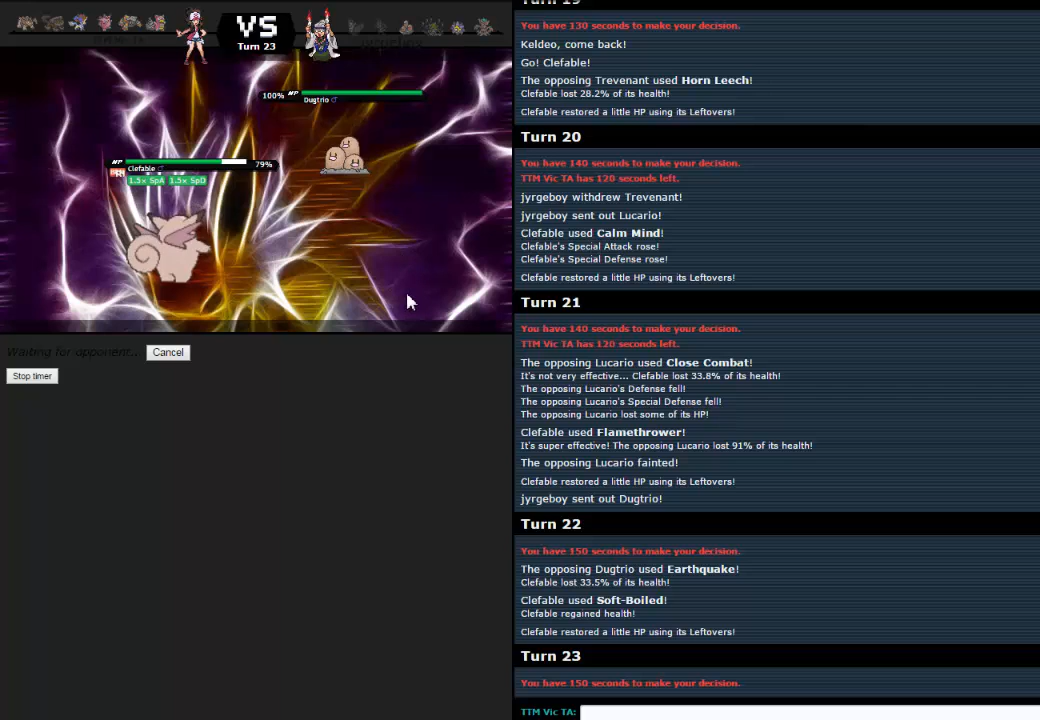 VS
Turn 23
100%
Dugtrio ♂
Clefable ♂
79%
1.5× SpA 1.5× SpD
Waiting for opponent...
Cancel
Stop timer
Turn 19
You have 130 seconds to make your decision.
Keldeo, come back!
Go! Clefable!
The opposing Trevenant used Horn Leech!
Clefable lost 28.2% of its health!
Clefable restored a little HP using its Leftovers!
Turn 20
You have 140 seconds to make your decision.
TTM Vic TA has 120 seconds left.
jyrgeboy withdrew Trevenant!
jyrgeboy sent out Lucario!
Clefable used Calm Mind!
Clefable's Special Attack rose!
Clefable's Special Defense rose!
Clefable restored a little HP using its Leftovers!
Turn 21
You have 140 seconds to make your decision.
TTM Vic TA has 120 seconds left.
The opposing Lucario used Close Combat!
It's not very effective... Clefable lost 33.8% of its health!
The opposing Lucario's Defense fell!
The opposing Lucario's Special Defense fell!
The opposing Lucario lost some of its HP!
Clefable used Flamethrower!
It's super effective! The opposing Lucario lost 91% of its health!
The opposing Lucario fainted!
Clefable restored a little HP using its Leftovers!
jyrgeboy sent out Dugtrio!
Turn 22
You have 150 seconds to make your decision.
The opposing Dugtrio used Earthquake!
Clefable lost 33.5% of its health!
Clefable used Soft-Boiled!
Clefable regained health!
Clefable restored a little HP using its Leftovers!
Turn 23
You have 150 seconds to make your decision.
TTM Vic TA: